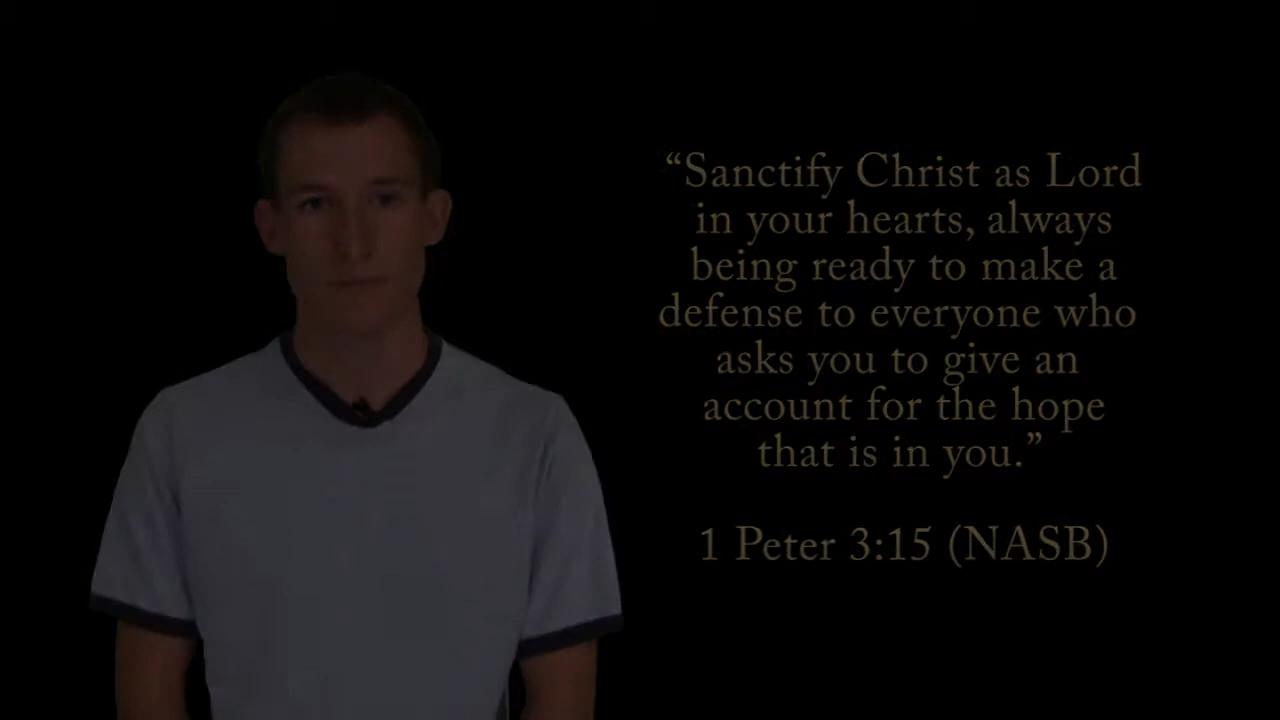 “Sanctify Christ as Lord
in your hearts, always
being ready to make a
defense to everyone who
asks you to give an
account for the hope
that is in you.”
1 Peter 3:15 (NASB)